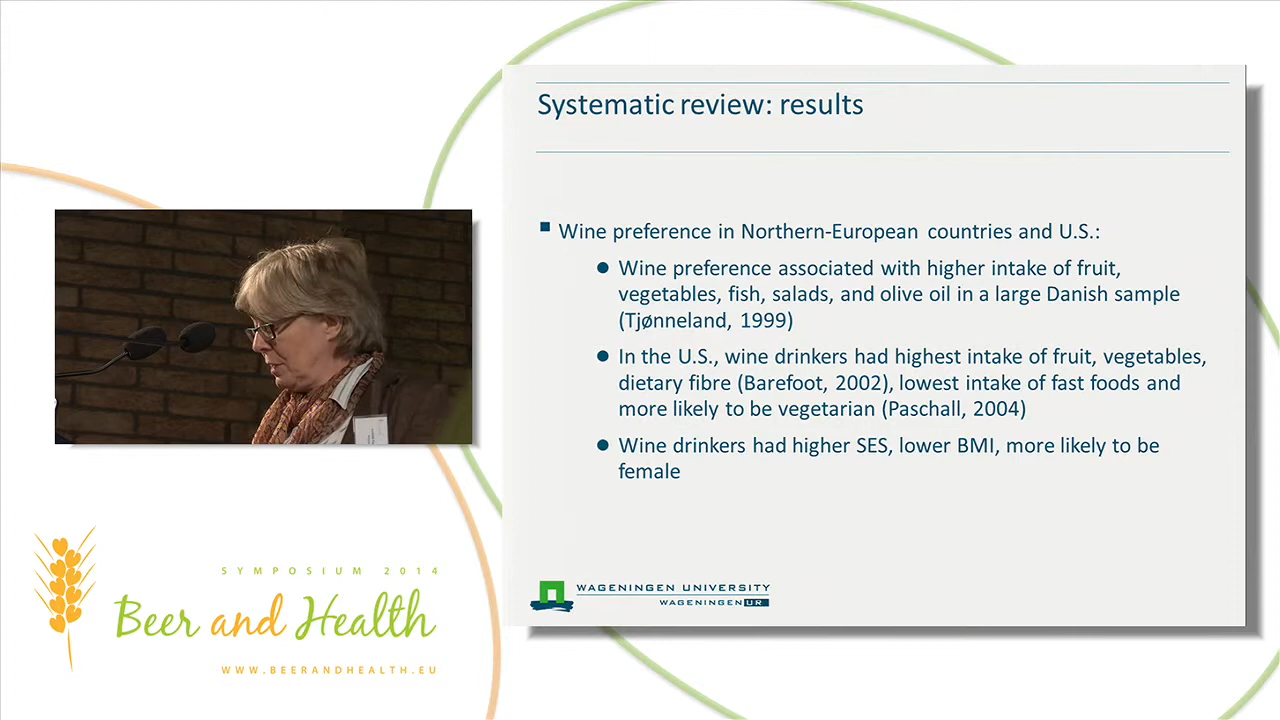 Systematic review: results
Wine preference in Northern-European countries and U.S.:
Wine preference associated with higher intake of fruit,
vegetables, fish, salads, and olive oil in a large Danish sample
(Tjønneland, 1999)
In the U.S., wine drinkers had highest intake of fruit, vegetables,
dietary fibre (Barefoot, 2002), lowest intake of fast foods and
more likely to be vegetarian (Paschall, 2004)
Wine drinkers had higher SES, lower BMI, more likely to be
female
WAGENINGEN UNIVERSITY
WAGENINGEN UR
SYMPOSIUM 2014
Beer and Health
WWW.BEERANDHEALTH.EU